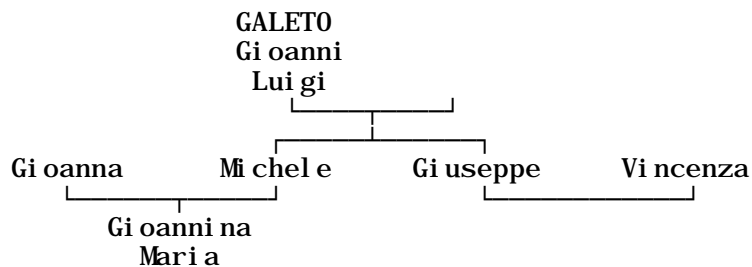 GALETO
Gioanni
Luigi
Gioanna Michele Giuseppe Vincenza
Gioannina
Maria